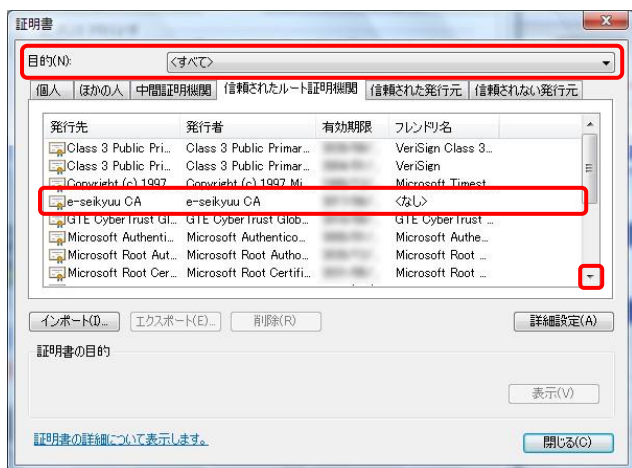 証明書
目的(N): <すべて>
個人 ほかの人 中間証明機関 信頼されたルート証明機関 信頼された発行元 信頼されない発行元
発行先 発行者 有効期限 フレンドリ名
Class 3 Public Pri... Class 3 Public Primar... VeriSign Class 3...
Class 3 Public Pri... Class 3 Public Primar... VeriSign
Copyright (c) 1997 Copyright (c) 1997 Mi Microsoft Timest
e-seikyuu CA e-seikyuu CA <なし>
GTE CyberTrust Gl... GTE CyberTrust Glob... GTE CyberTrust ...
Microsoft Authenti... Microsoft Authentico... Microsoft Authe...
Microsoft Root Aut... Microsoft Root Autho... Microsoft Root ...
Microsoft Root Cer... Microsoft Root Certifi... Microsoft Root ...
インポート(I)... エクスポート(E)... 削除(R) 詳細設定(A)
証明書の目的
表示(V)
証明書の詳細について表示します。
閉じる(C)